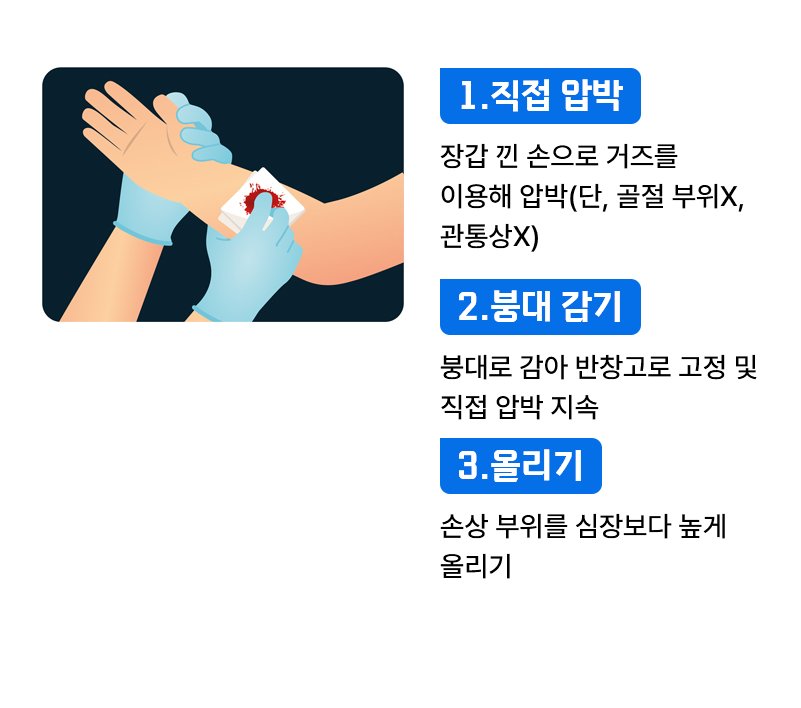 1.직접 압박
장갑 낀 손으로 거즈를
이용해 압박(단, 골절 부위X,
관통상X)
2.붕대 감기
붕대로 감아 반창고로 고정 및
직접 압박 지속
3.올리기
손상 부위를 심장보다 높게
올리기